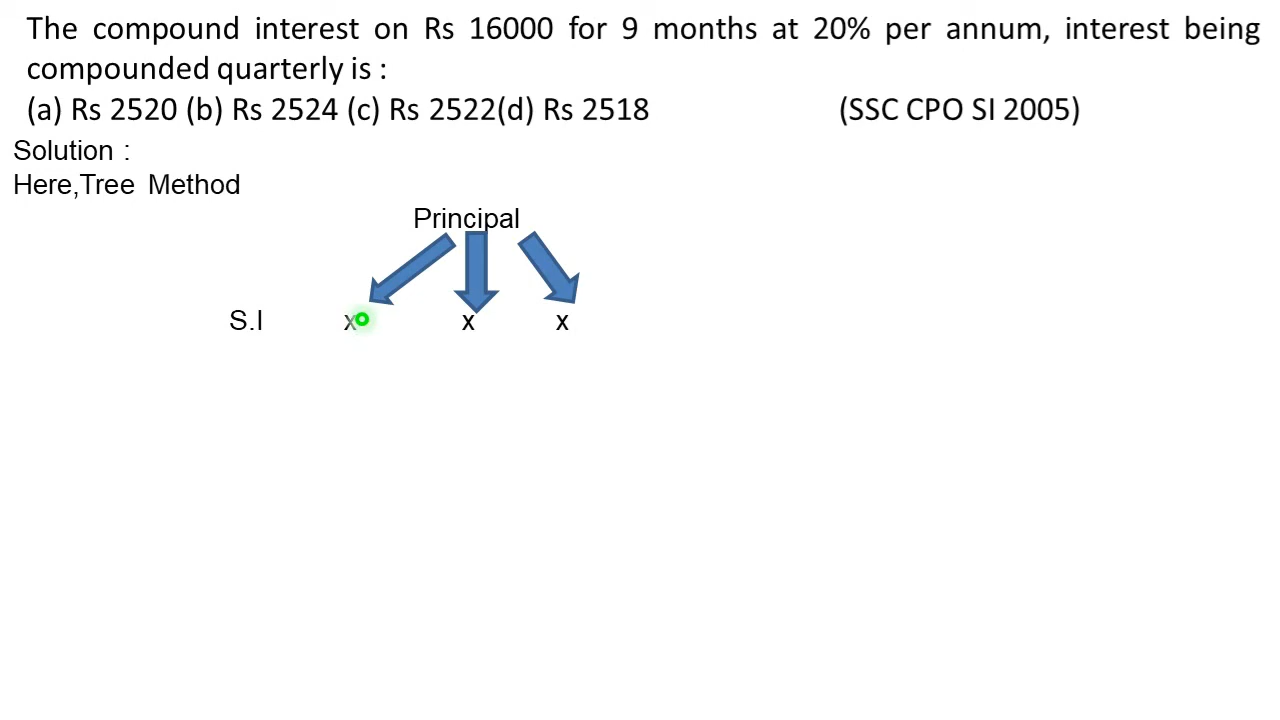 The compound interest on Rs 16000 for 9 months at 20% per annum, interest being
compounded quarterly is :
(a) Rs 2520 (b) Rs 2524 (c) Rs 2522(d) Rs 2518 (SSC CPO SI 2005)
Solution :
Here,Tree Method
Principal
S.I x x x